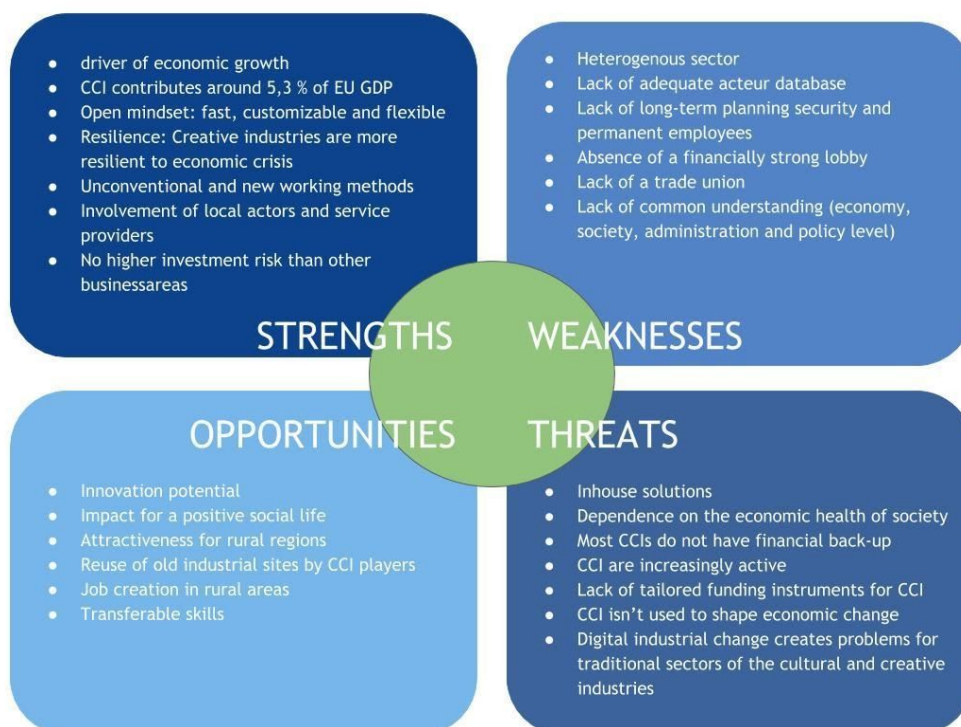 ● driver of economic growth
● CCI contributes around 5,3 % of EU GDP
● Open mindset: fast, customizable and flexible
● Resilience: Creative industries are more
resilient to economic crisis
● Unconventional and new working methods
● Involvement of local actors and service
providers
● No higher investment risk than other
businessareas
STRENGTHS
● Heterogenous sector
● Lack of adequate acteur database
● Lack of long-term planning security and
permanent employees
● Absence of a financially strong lobby
● Lack of a trade union
● Lack of common understanding (economy,
society, administration and policy level)
WEAKNESSES
OPPORTUNITIES
● Innovation potential
● Impact for a positive social life
● Attractiveness for rural regions
● Reuse of old industrial sites by CCI players
● Job creation in rural areas
● Transferable skills
THREATS
● Inhouse solutions
● Dependence on the economic health of society
● Most CCIs do not have financial back-up
● CCI are increasingly active
● Lack of tailored funding instruments for CCI
● CCI isn’t used to shape economic change
● Digital industrial change creates problems for
traditional sectors of the cultural and creative
industries